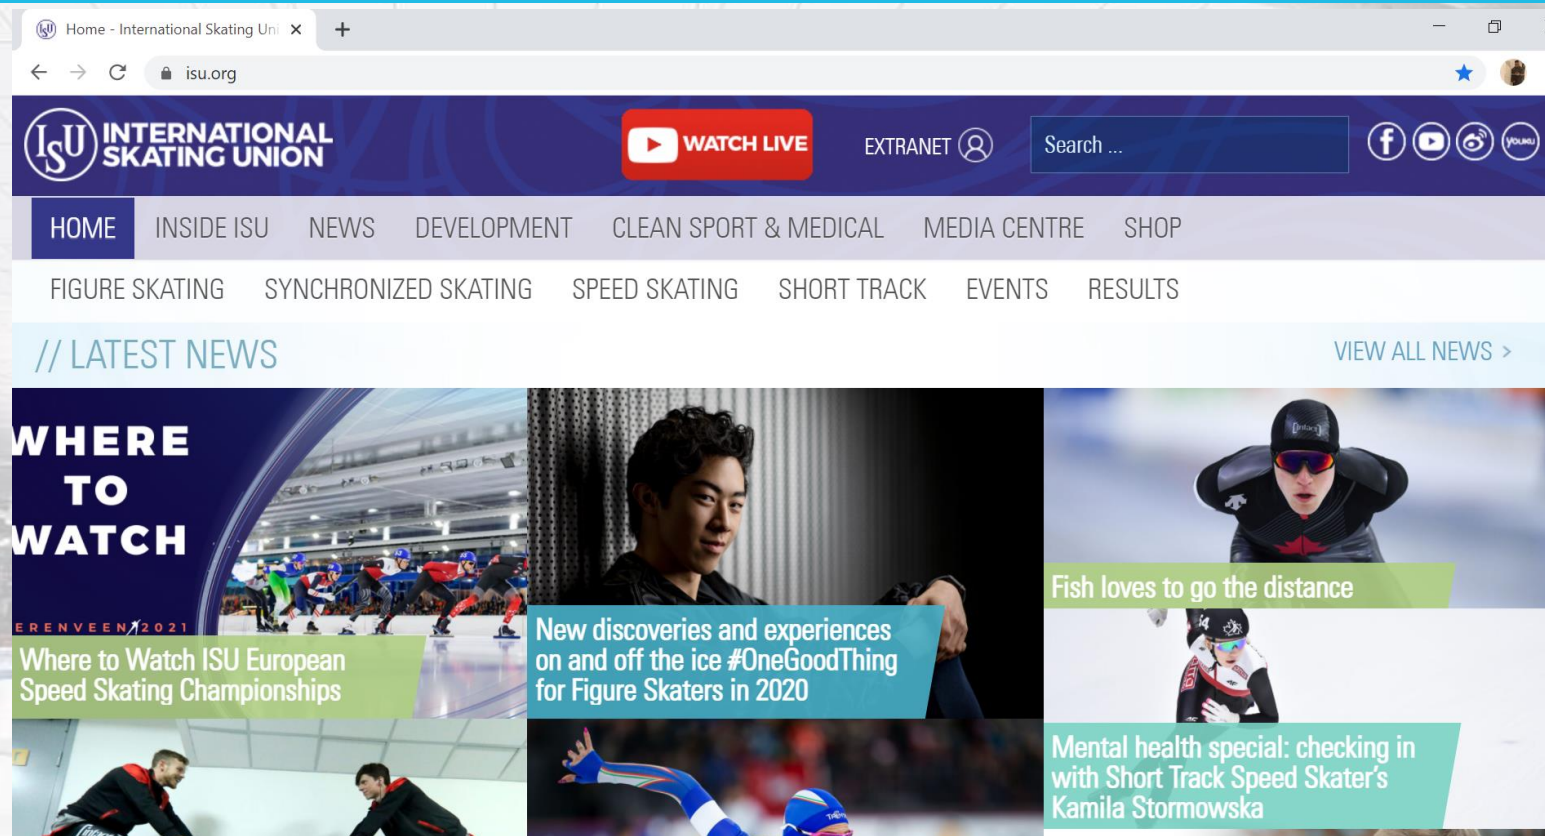 Home - International Skating Uni
isu.org
ISU INTERNATIONAL
SKATING UNION
WATCH LIVE
EXTRANET
Search ...
YOUKU
HOME
INSIDE ISU
NEWS
DEVELOPMENT
CLEAN SPORT & MEDICAL
MEDIA CENTRE
SHOP
FIGURE SKATING
SYNCHRONIZED SKATING
SPEED SKATING
SHORT TRACK
EVENTS
RESULTS
// LATEST NEWS
VIEW ALL NEWS >
WHERE
TO
WATCH
ERENVEEN 2021
Where to Watch ISU European
Speed Skating Championships
New discoveries and experiences
on and off the ice #OneGoodThing
for Figure Skaters in 2020
[intact]
Fish loves to go the distance
Mental health special: checking in
with Short Track Speed Skater's
Kamila Stormowska